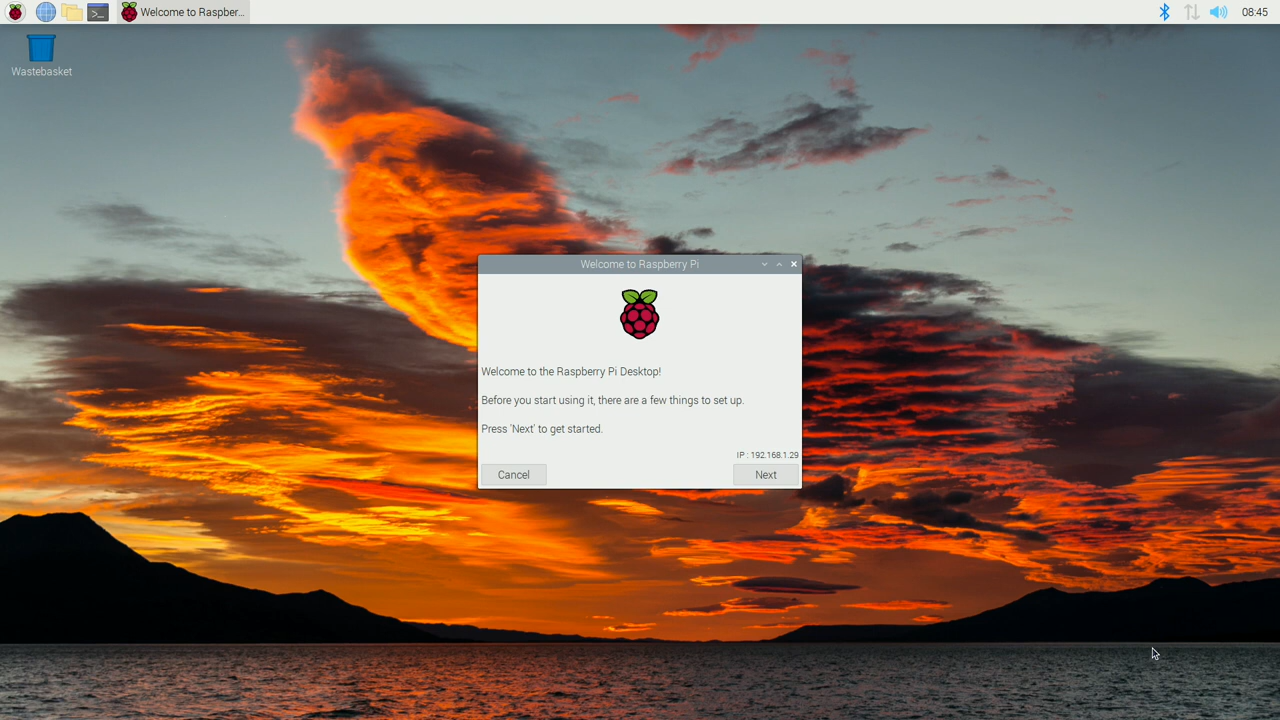 Welcome to Raspber...
08:45
Wastebasket
Welcome to Raspberry Pi
Welcome to the Raspberry Pi Desktop!
Before you start using it, there are a few things to set up.
Press 'Next' to get started.
IP : 192.168.1.29
Cancel
Next